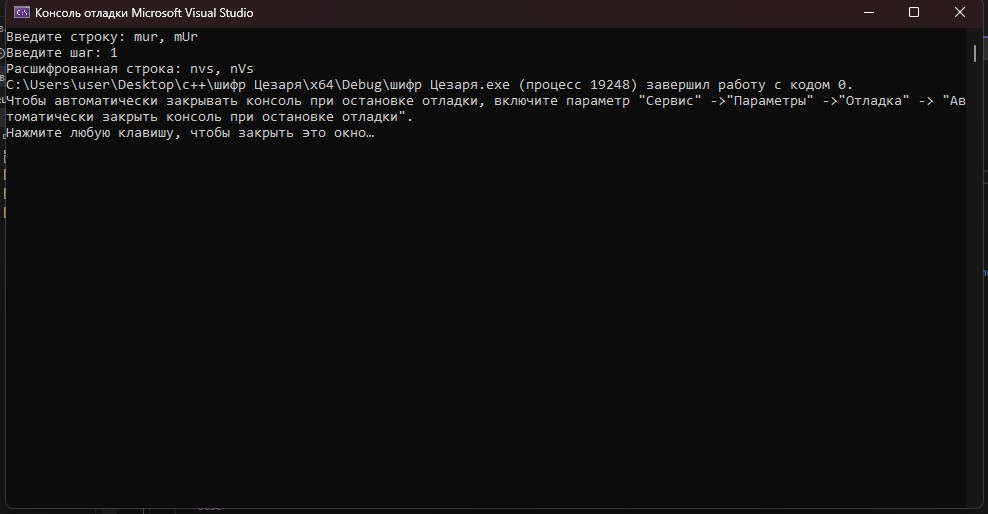 Консоль отладки Microsoft Visual Studio
Введите строку: mur, mUr
Введите шаг: 1
Расшифрованная строка: nvs, nVs
C:\Users\user\Desktop\c++\шифр Цезаря\x64\Debug\шифр Цезаря.exe (процесс 19248) завершил работу с кодом 0.
Чтобы автоматически закрывать консоль при остановке отладки, включите параметр "Сервис" ->"Параметры" ->"Отладка" -> "Ав
томатически закрыть консоль при остановке отладки".
Нажмите любую клавишу, чтобы закрыть это окно…